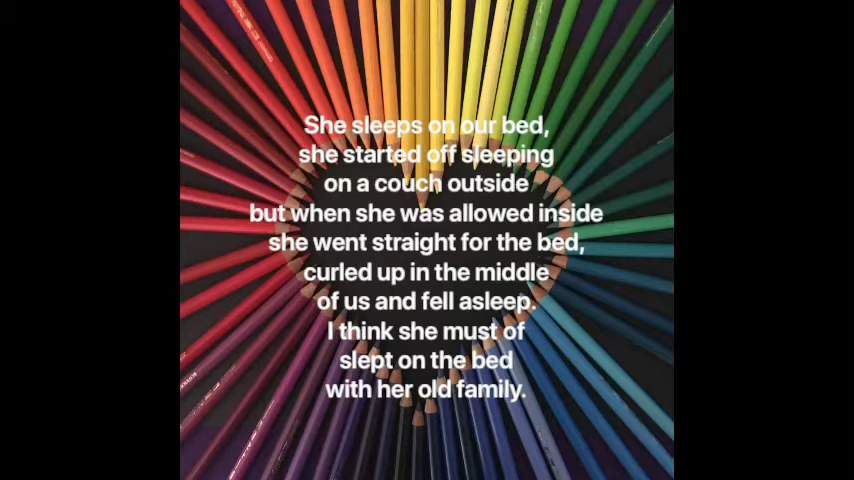 She sleeps on our bed,
she started off sleeping
on a couch outside
but when she was allowed inside
she went straight for the bed,
curled up in the middle
of us and fell asleep.
I think she must of
slept on the bed
with her old family.